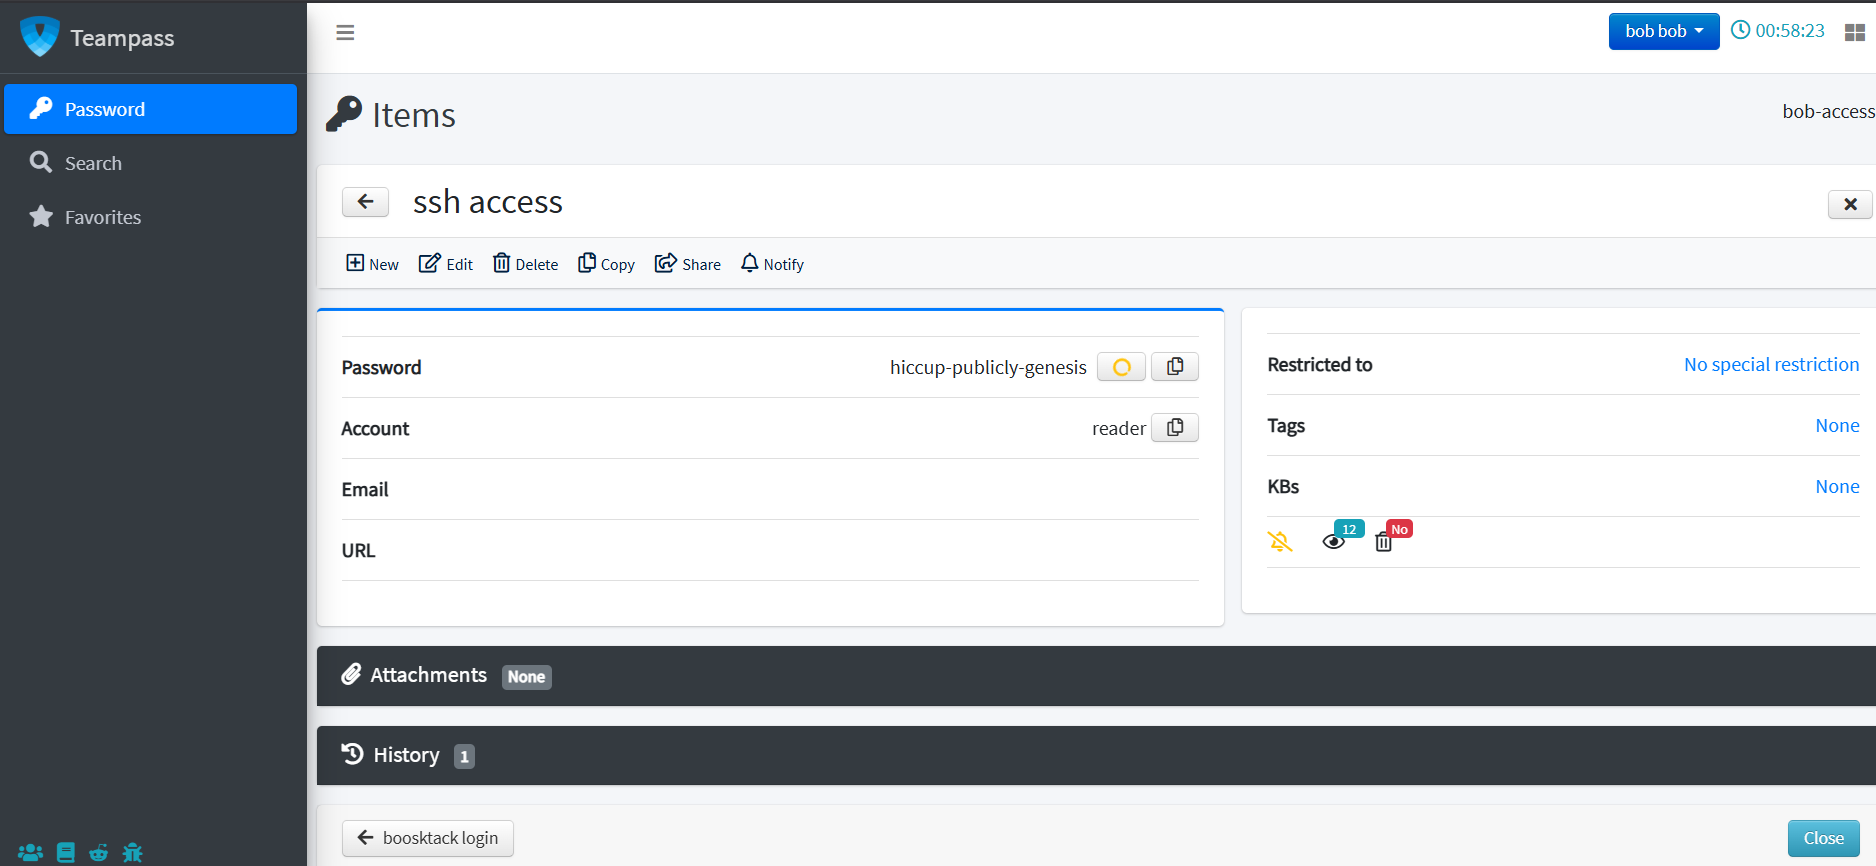 Teampass
bob bob
00:58:23
Password
Search
Favorites
Items
bob-access
ssh access
New Edit Delete Copy Share Notify
Password hiccup-publicly-genesis
Account reader
Email
URL
Restricted to No special restriction
Tags None
KBs None
12 No
Attachments None
History 1
boosktack login
Close